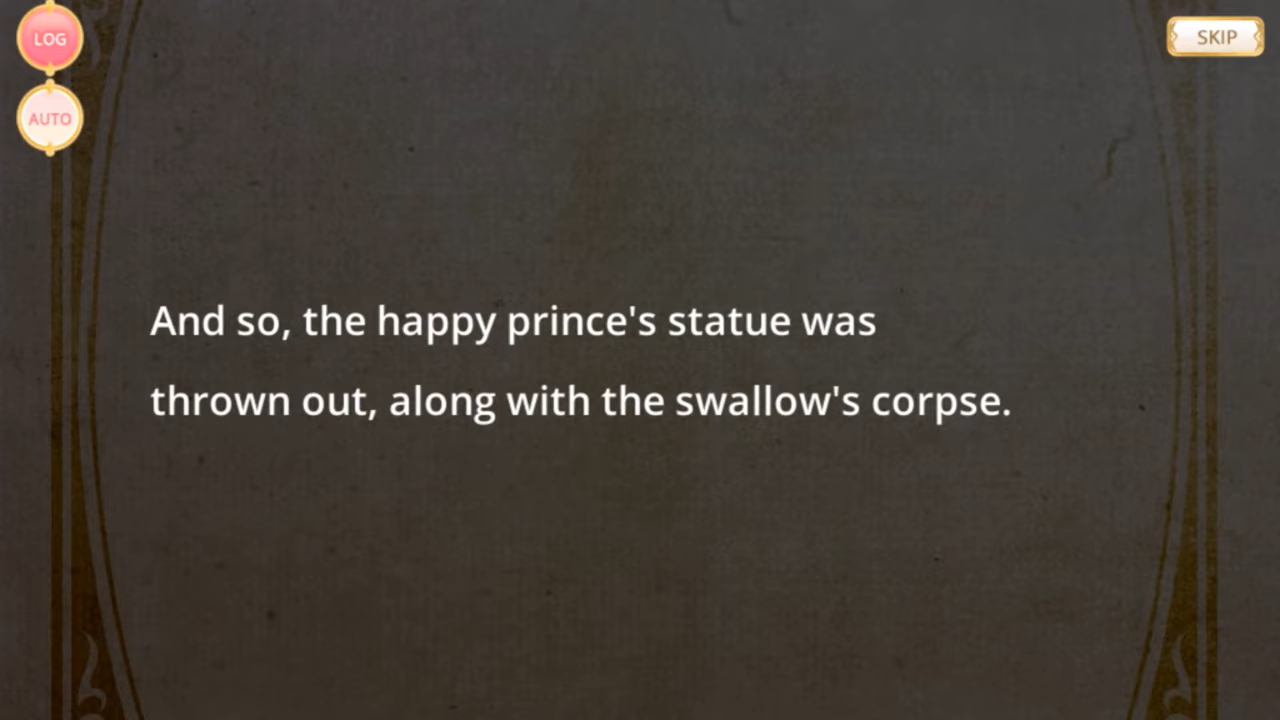 LOG
SKIP
AUTO
And so, the happy prince's statue was
thrown out, along with the swallow's corpse.